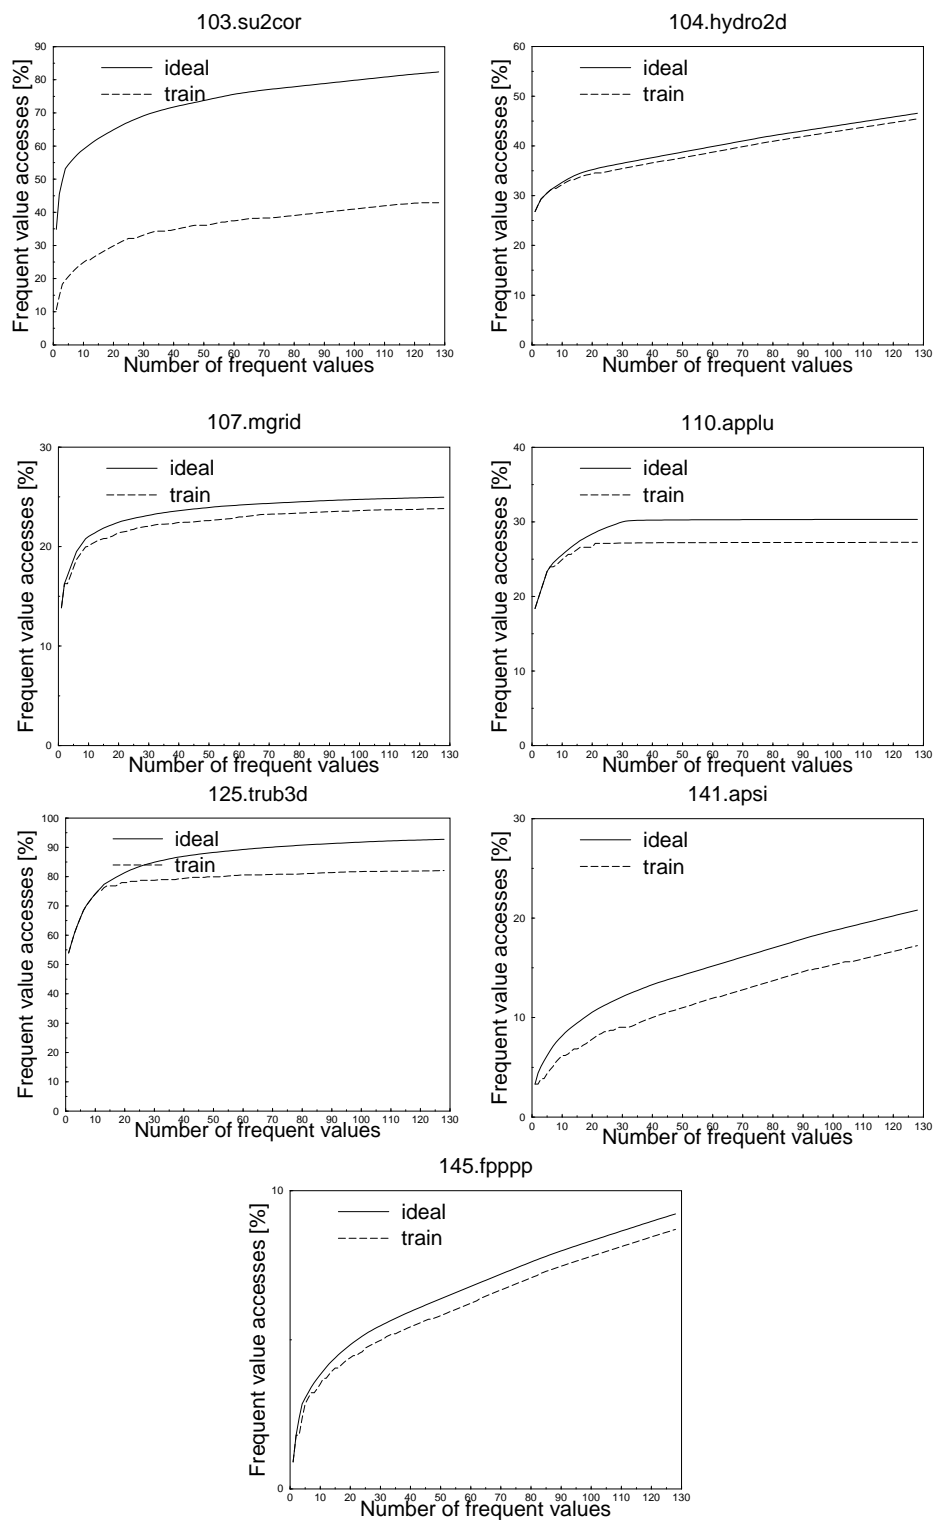 103.su2cor
Frequent value accesses [%]
90
80
70
60
50
40
30
20
10
0
ideal
train
0 10 20 30 40 50 60 70 80 90 100 110 120 130
Number of frequent values
104.hydro2d
Frequent value accesses [%]
60
50
40
30
20
10
0
ideal
train
0 10 20 30 40 50 60 70 80 90 100 110 120 130
Number of frequent values
107.mgrid
Frequent value accesses [%]
30
20
10
0
ideal
train
0 10 20 30 40 50 60 70 80 90 100 110 120 130
Number of frequent values
110.applu
Frequent value accesses [%]
40
30
20
10
0
ideal
train
0 10 20 30 40 50 60 70 80 90 100 110 120 130
Number of frequent values
125.trub3d
Frequent value accesses [%]
100
90
80
70
60
50
40
30
20
10
0
ideal
train
0 10 20 30 40 50 60 70 80 90 100 110 120 130
Number of frequent values
141.apsi
Frequent value accesses [%]
30
20
10
0
ideal
train
0 10 20 30 40 50 60 70 80 90 100 110 120 130
Number of frequent values
145.fpppp
Frequent value accesses [%]
10
0
ideal
train
0 10 20 30 40 50 60 70 80 90 100 110 120 130
Number of frequent values